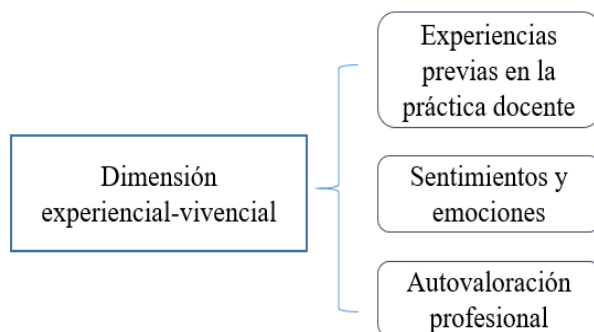 Dimensión
experiencial-vivencial
Experiencias
previas en la
práctica docente
Sentimientos y
emociones
Autovaloración
profesional